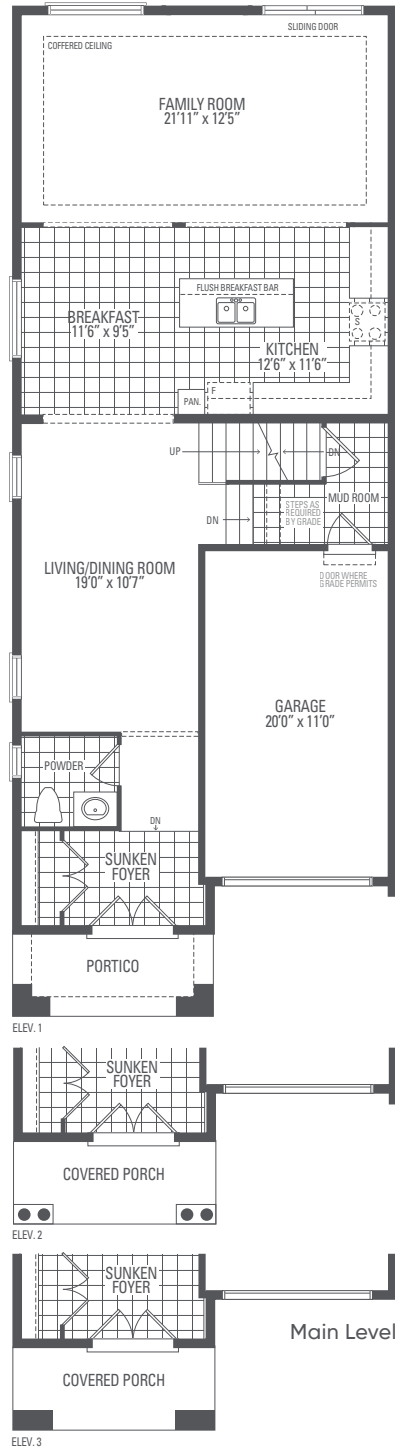 SLIDING DOOR
COFFERED CEILING
FAMILY ROOM
21'11" x 12'5"
FLUSH BREAKFAST BAR
BREAKFAST
11'6" x 9'5"
S
KITCHEN
12'6" x 11'6"
F
PAN.
UP
DN
MUD ROOM
STEPS AS
REQUIRED
BY GRADE
DN
LIVING/DINING ROOM
19'0" x 10'7"
DOOR WHERE
GRADE PERMITS
GARAGE
20'0" x 11'0"
POWDER
DN
SUNKEN
FOYER
PORTICO
ELEV. 1
SUNKEN
FOYER
COVERED PORCH
ELEV. 2
SUNKEN
FOYER
Main Level
COVERED PORCH
ELEV. 3